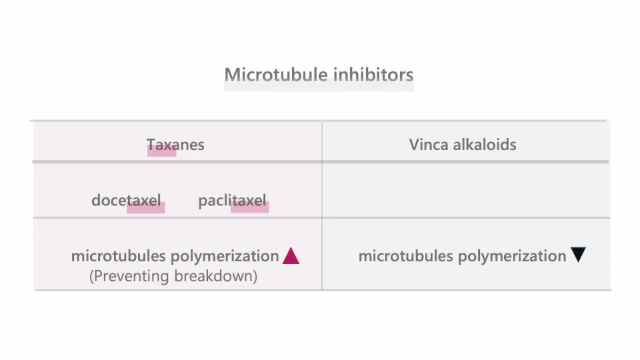 Microtubule inhibitors
Taxanes Vinca alkaloids
docetaxel paclitaxel
microtubules polymerization microtubules polymerization
(Preventing breakdown)